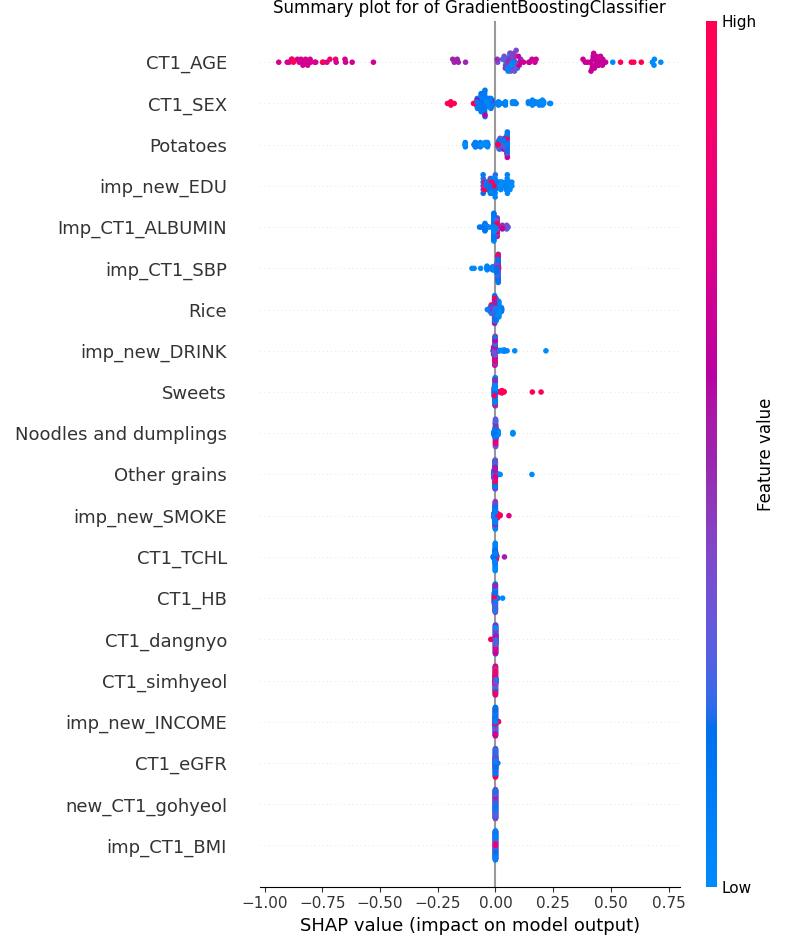 Summary plot for of GradientBoostingClassifier
High
CT1_AGE
CT1_SEX
Potatoes
imp_new_EDU
Imp_CT1_ALBUMIN
imp_CT1_SBP
Rice
imp_new_DRINK
Sweets
Noodles and dumplings
Other grains
imp_new_SMOKE
CT1_TCHL
CT1_HB
CT1_dangnyo
CT1_simhyeol
imp_new_INCOME
CT1_eGFR
new_CT1_gohyeol
imp_CT1_BMI
Feature value
Low
−1.00 −0.75 −0.50 −0.25 0.00 0.25 0.50 0.75
SHAP value (impact on model output)